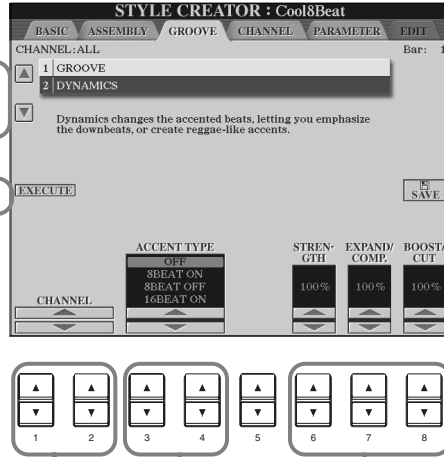 STYLE CREATOR : Cool8Beat
BASIC ASSEMBLY GROOVE CHANNEL PARAMETER EDIT
CHANNEL:ALL Bar: 1
1 GROOVE
2 DYNAMICS
Dynamics changes the accented beats, letting you emphasize
the downbeats, or create reggae-like accents.
EXECUTE
SAVE
ACCENT TYPE STREN- EXPAND/ BOOST/
GTH COMP. CUT
OFF
8BEAT ON
8BEAT OFF 100% 100% 100%
16BEAT ON
CHANNEL
1 2 3 4 5 6 7 8